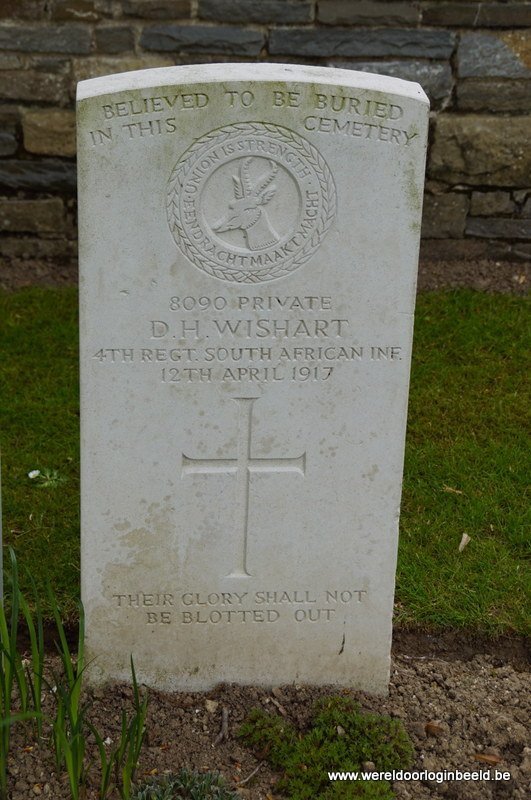 BELIEVED TO BE BURIED
IN THIS CEMETERY
UNION IS STRENGTH
EENDRACHT MAAKT MACHT
8090 PRIVATE
D.H. WISHART
4TH REGT. SOUTH AFRICAN INF.
12TH APRIL 1917
THEIR GLORY SHALL NOT
BE BLOTTED OUT
www.wereldoorloginbeeld.be